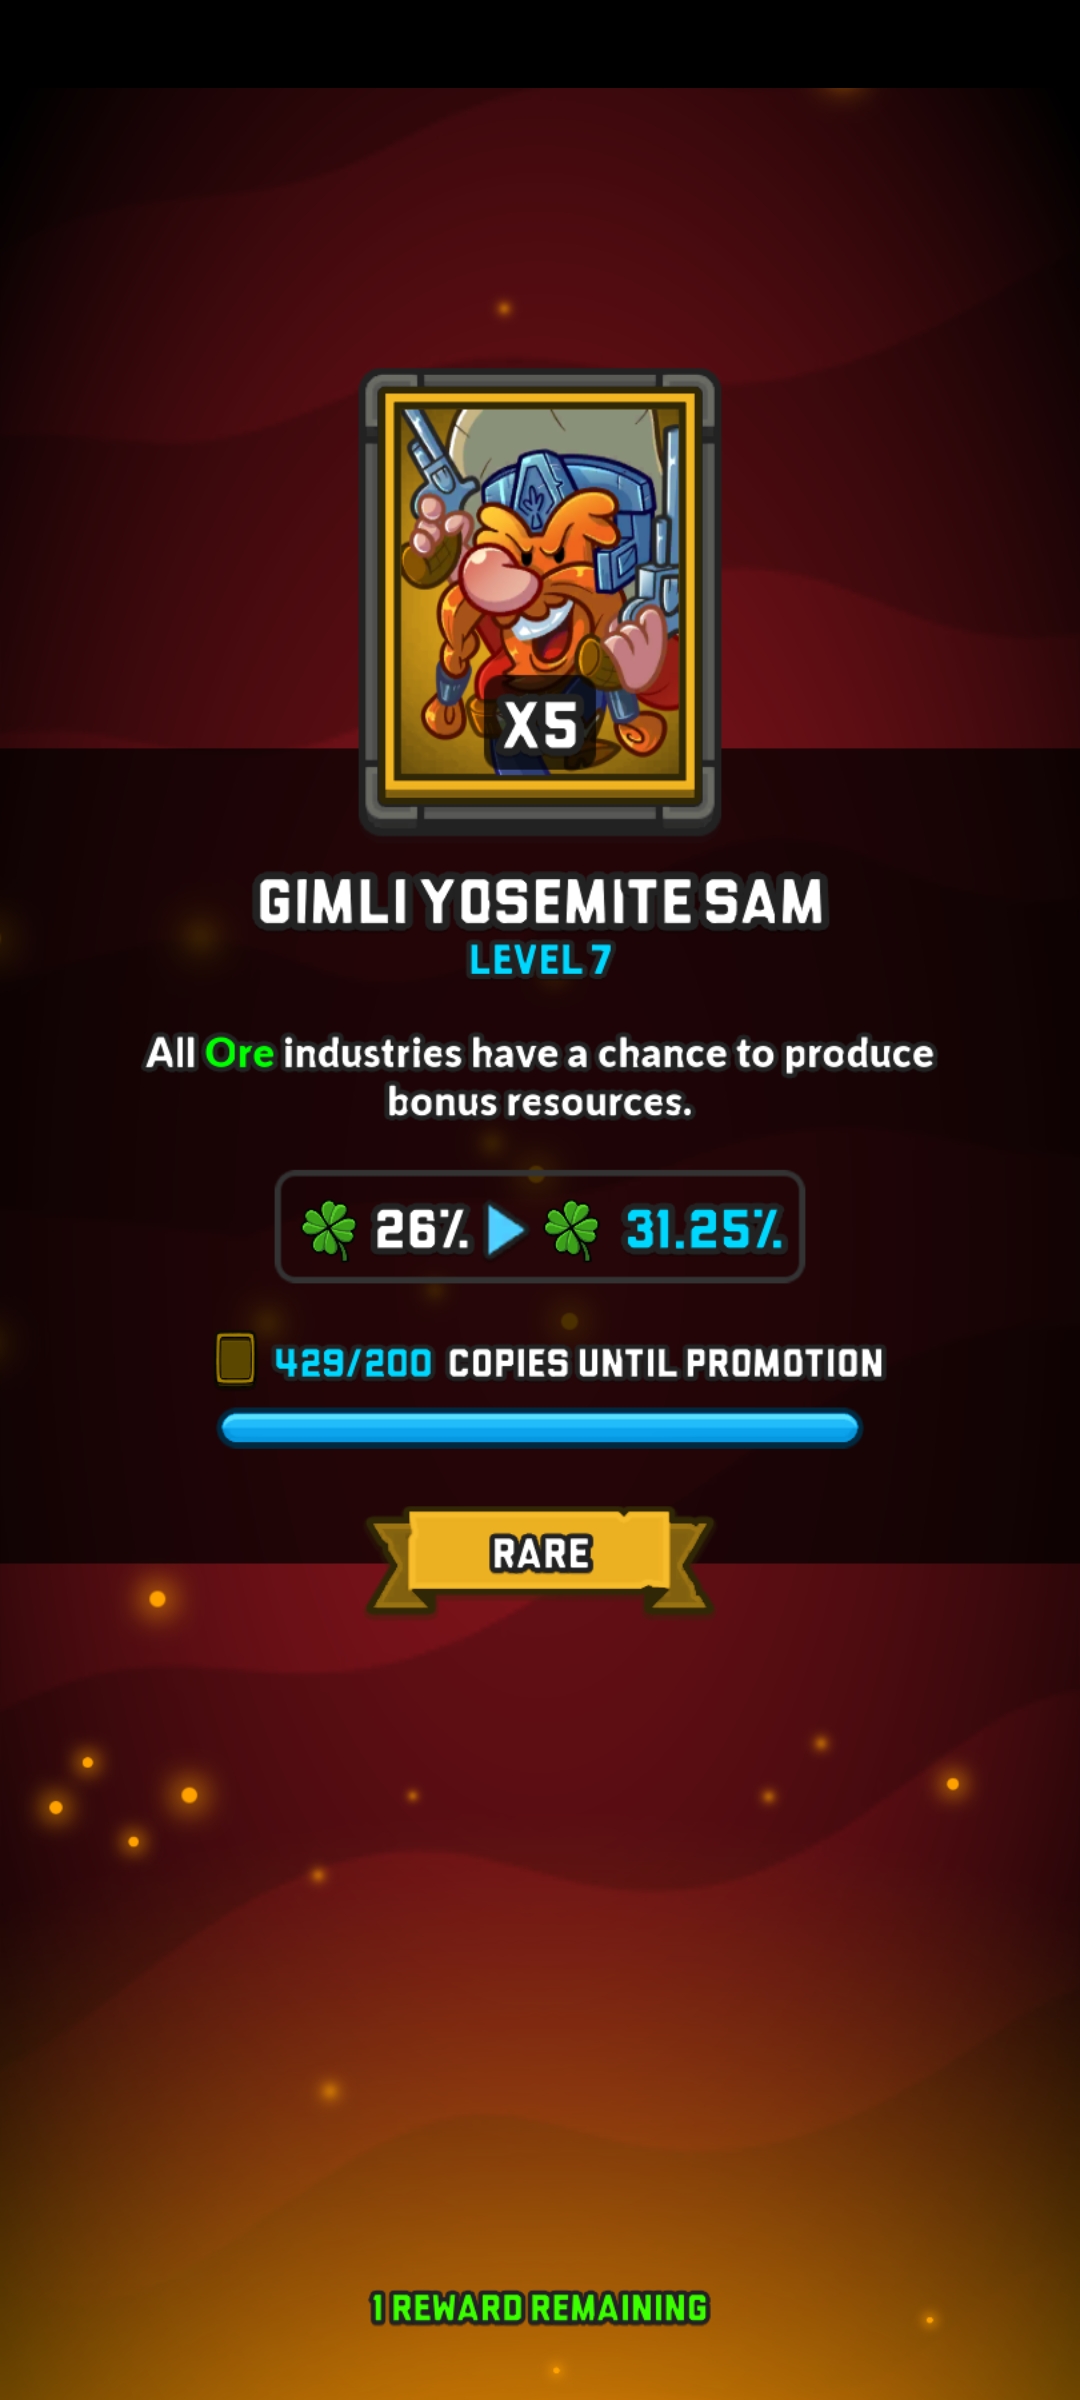 X5
GIMLI YOSEMITE SAM
LEVEL 7
All Ore industries have a chance to produce
bonus resources.
26% 31.25%
429/200 COPIES UNTIL PROMOTION
RARE
1 REWARD REMAINING